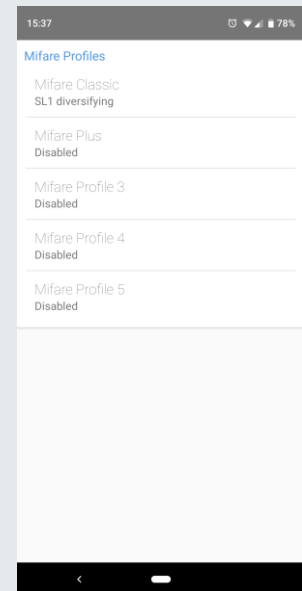 15:37 78%
Mifare Profiles
Mifare Classic
SL1 diversifying
Mifare Plus
Disabled
Mifare Profile 3
Disabled
Mifare Profile 4
Disabled
Mifare Profile 5
Disabled